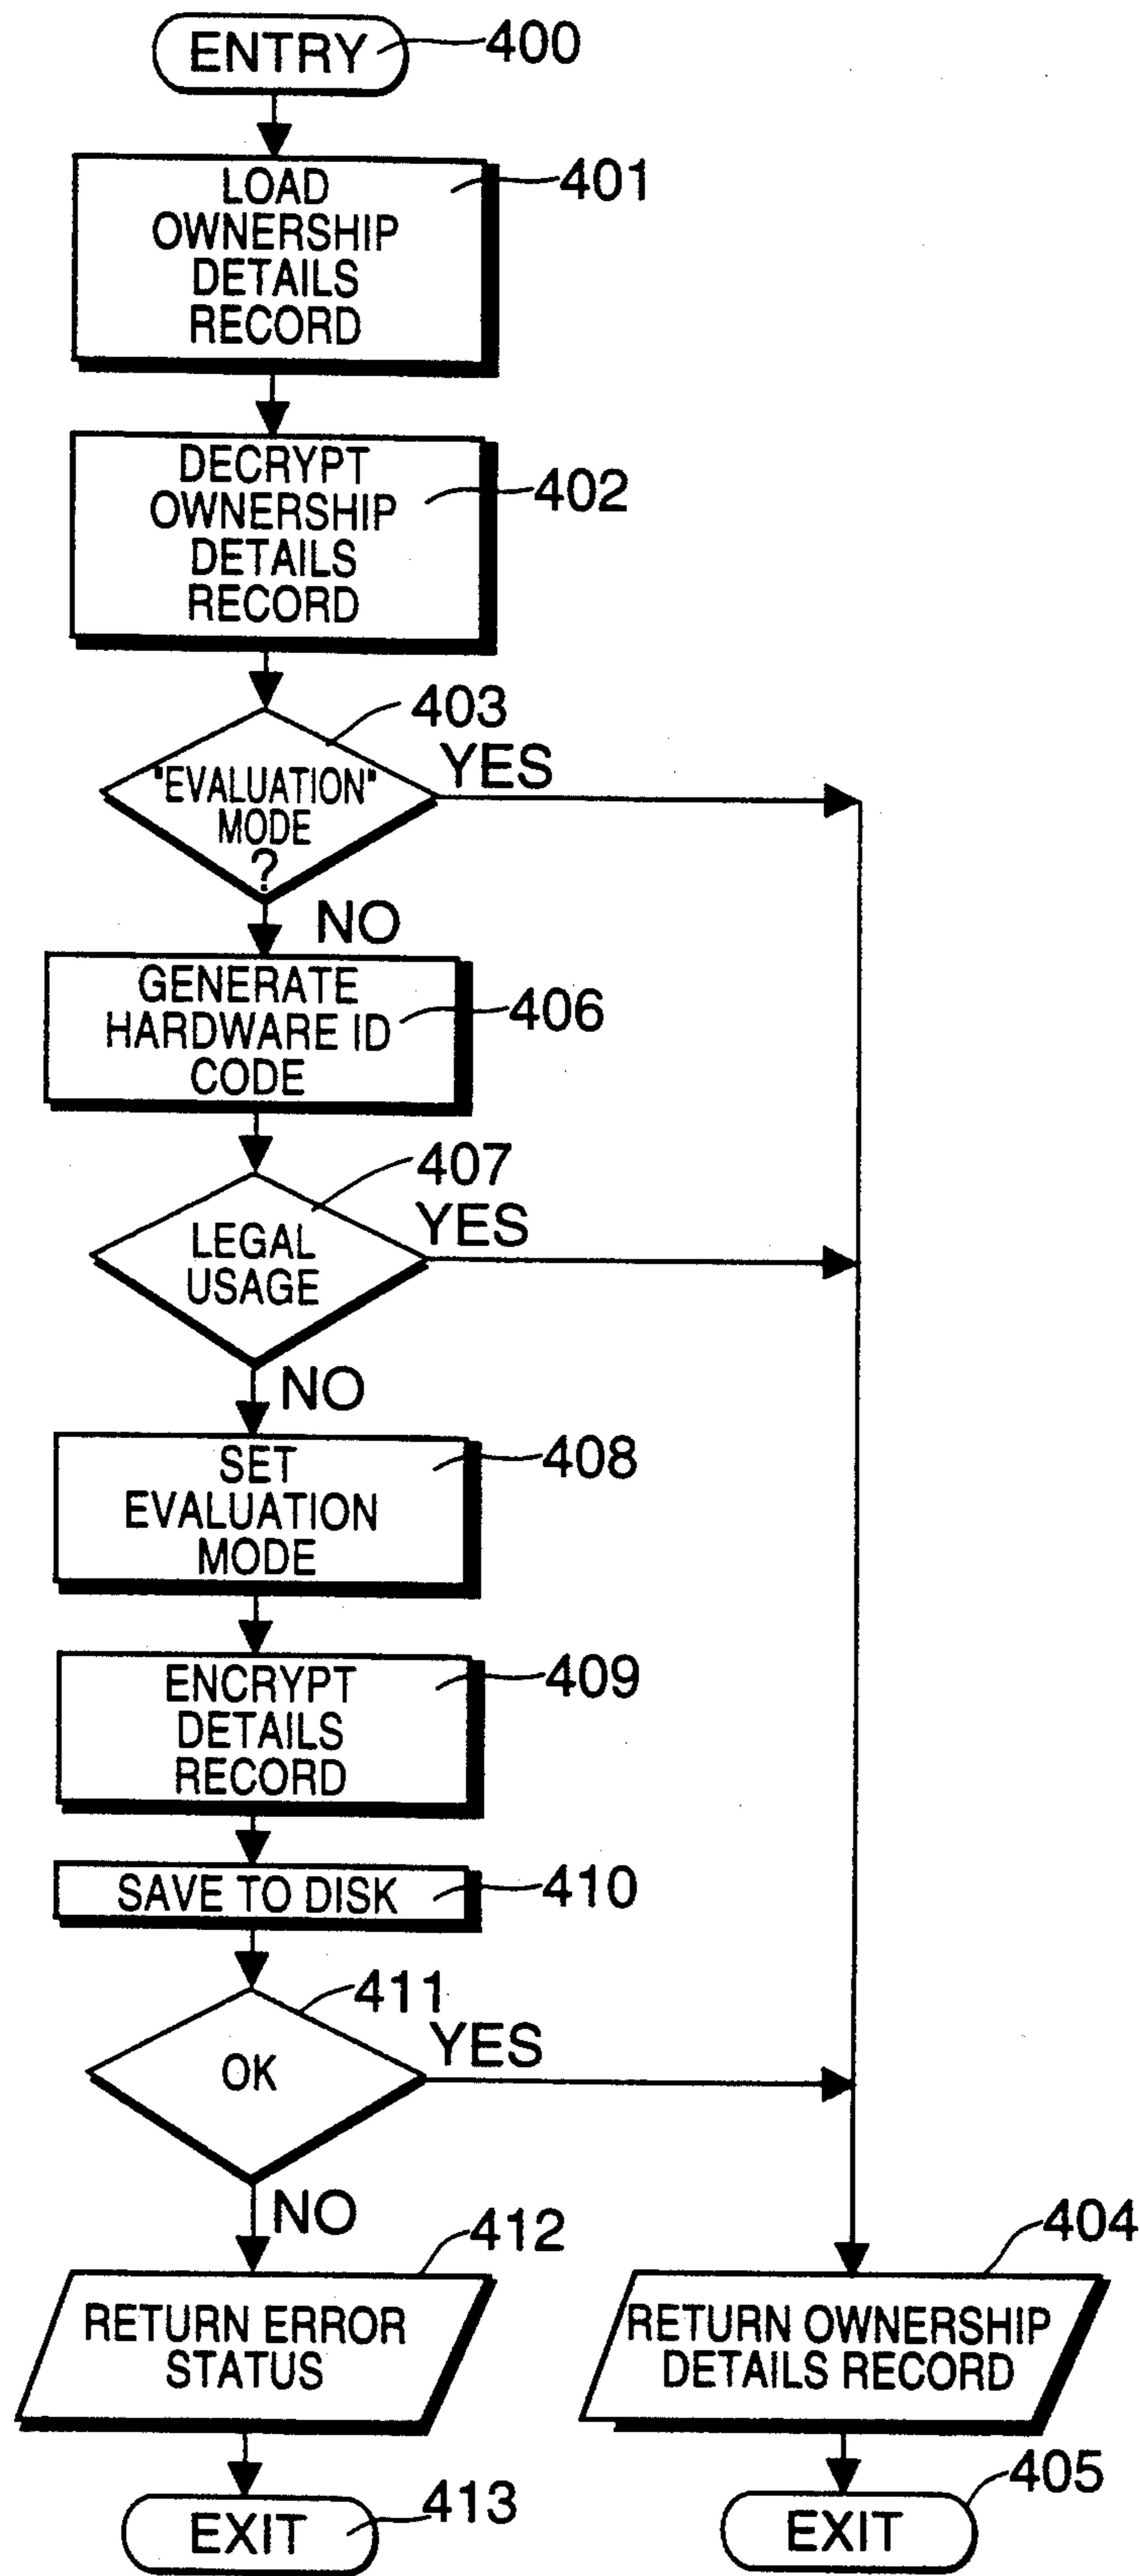 ENTRY 400
LOAD 401
OWNERSHIP
DETAILS
RECORD
DECRYPT
OWNERSHIP 402
DETAILS
RECORD
403
YES
"EVALUATION"
MODE
?
NO
GENERATE
HARDWARE ID 406
CODE
407
YES
LEGAL
USAGE
NO
SET 408
EVALUATION
MODE
ENCRYPT 409
DETAILS
RECORD
SAVE TO DISK 410
411
YES
OK
NO
412
RETURN ERROR
STATUS
EXIT 413
404
RETURN OWNERSHIP
DETAILS RECORD
405
EXIT